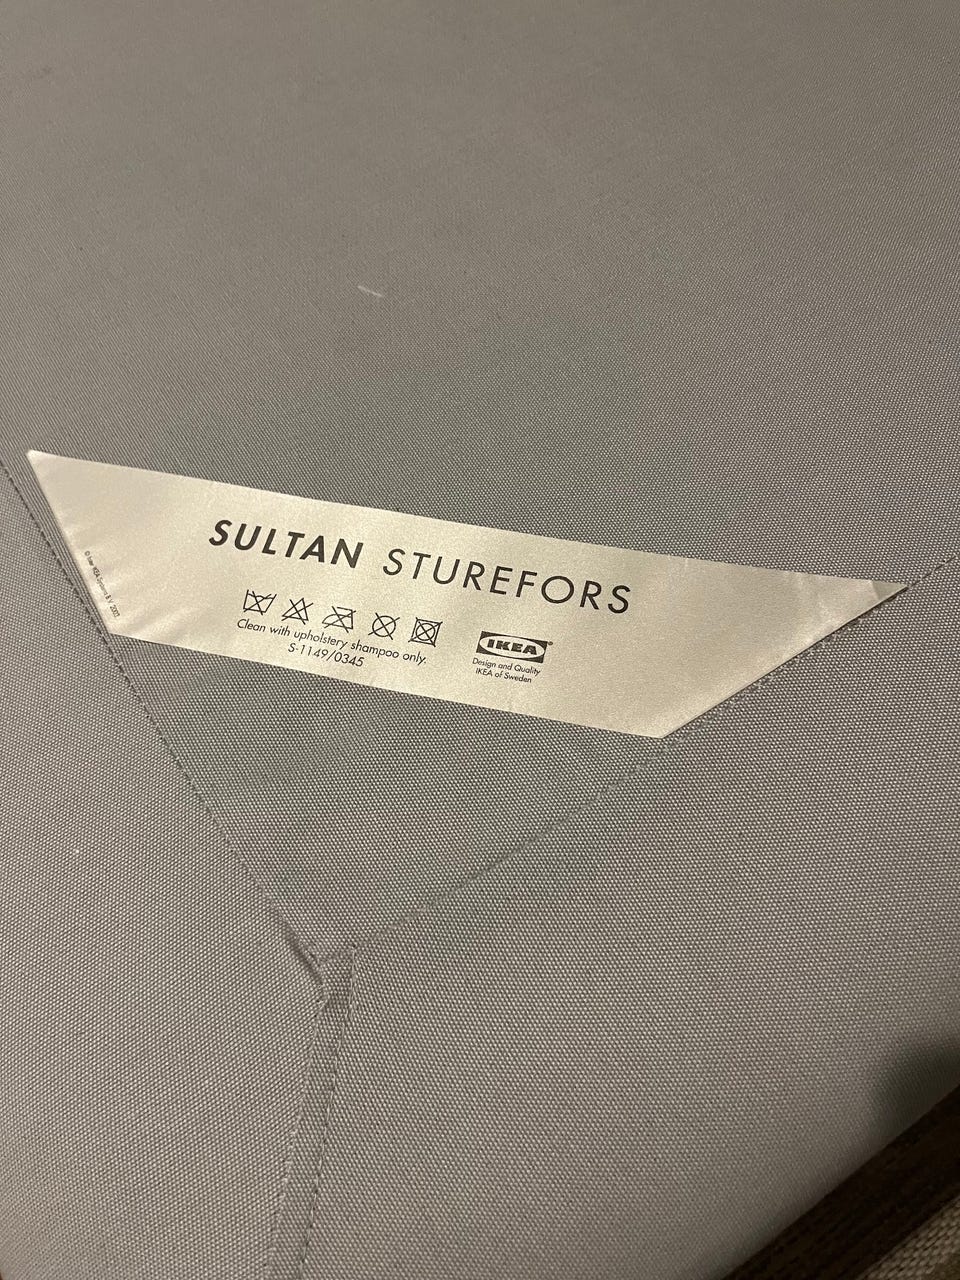 SULTAN STUREFORS
Clean with upholstery shampoo only.
S-1149/0345
IKEA®
Design and Quality
IKEA of Sweden